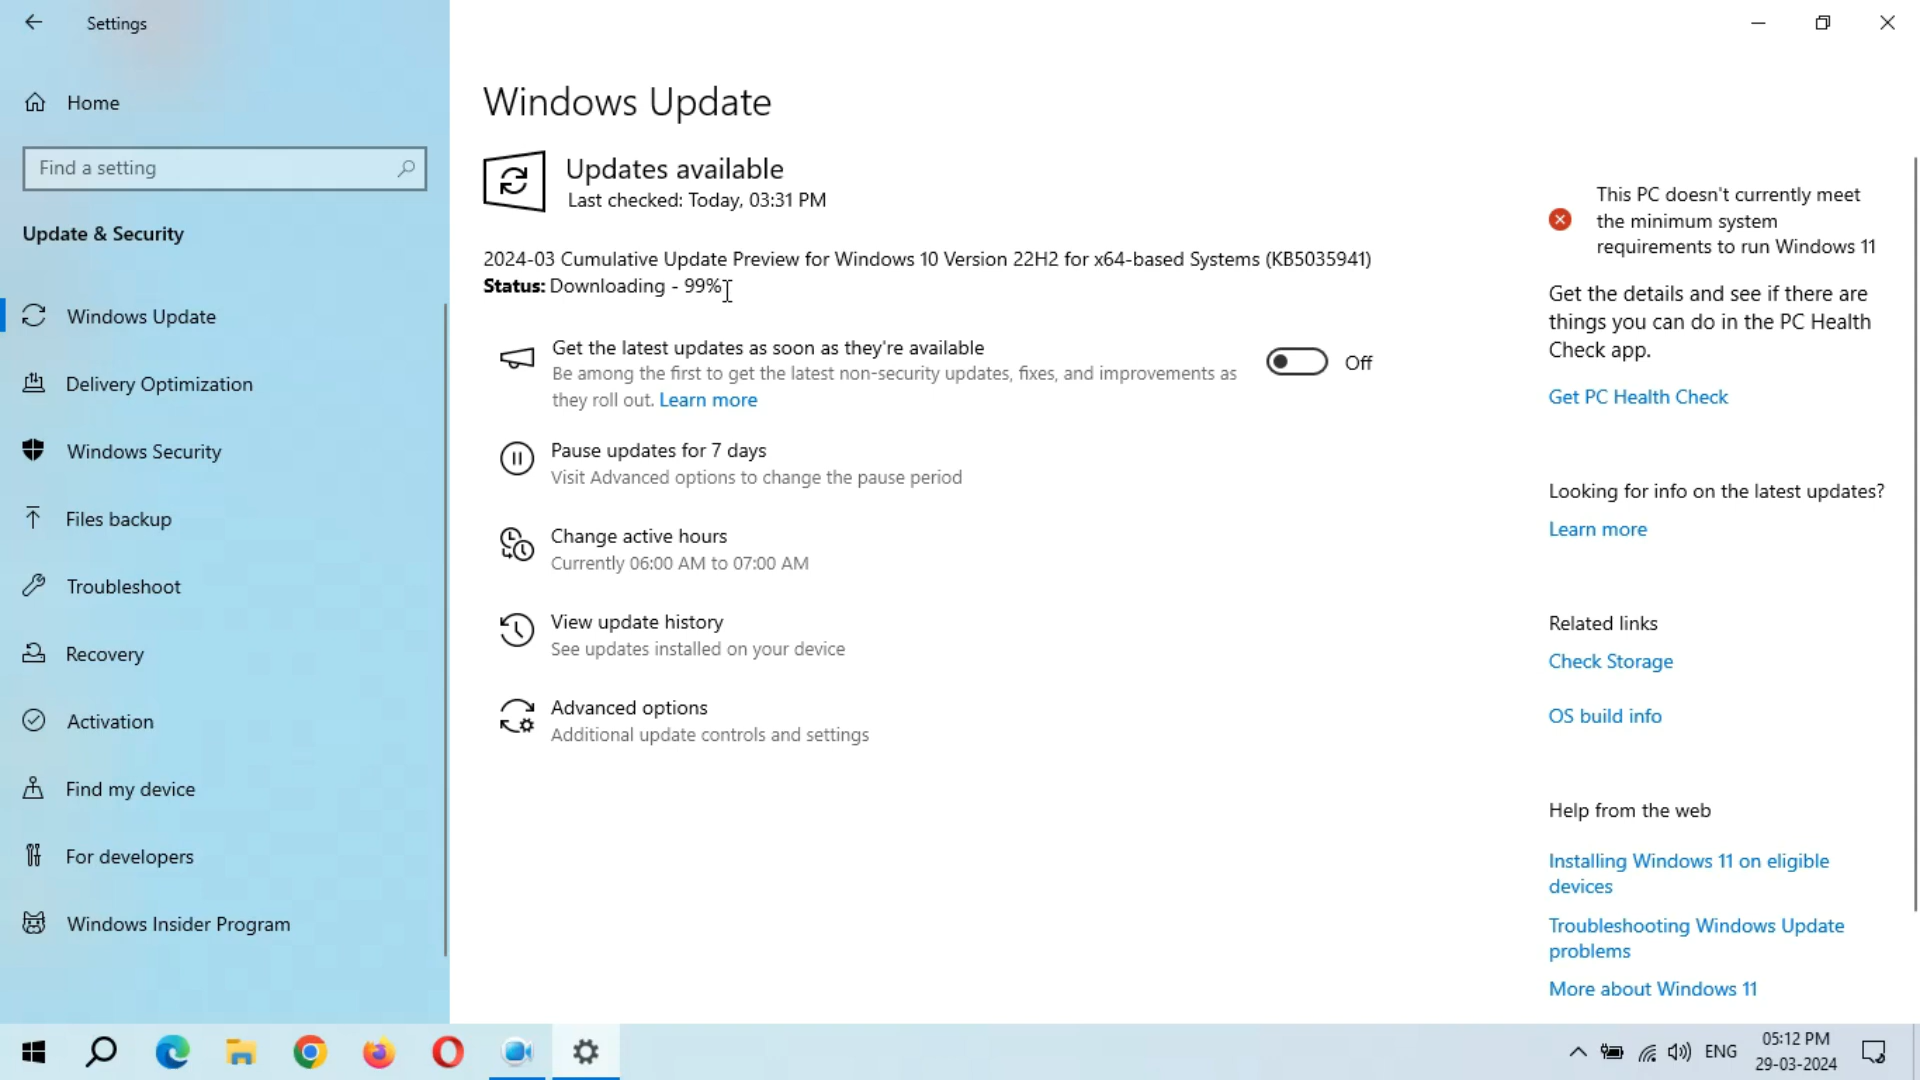 Settings
Home
Find a setting
Update & Security
Windows Update
Delivery Optimization
Windows Security
Files backup
Troubleshoot
Recovery
Activation
Find my device
For developers
Windows Insider Program
Windows Update
Updates available
Last checked: Today, 03:31 PM
2024-03 Cumulative Update Preview for Windows 10 Version 22H2 for x64-based Systems (KB5035941)
Status: Downloading - 99%
Get the latest updates as soon as they're available
Be among the first to get the latest non-security updates, fixes, and improvements as
they roll out. Learn more
Off
Pause updates for 7 days
Visit Advanced options to change the pause period
Change active hours
Currently 06:00 AM to 07:00 AM
View update history
See updates installed on your device
Advanced options
Additional update controls and settings
This PC doesn't currently meet
the minimum system
requirements to run Windows 11
Get the details and see if there are
things you can do in the PC Health
Check app.
Get PC Health Check
Looking for info on the latest updates?
Learn more
Related links
Check Storage
OS build info
Help from the web
Installing Windows 11 on eligible
devices
Troubleshooting Windows Update
problems
More about Windows 11
ENG
05:12 PM
29-03-2024